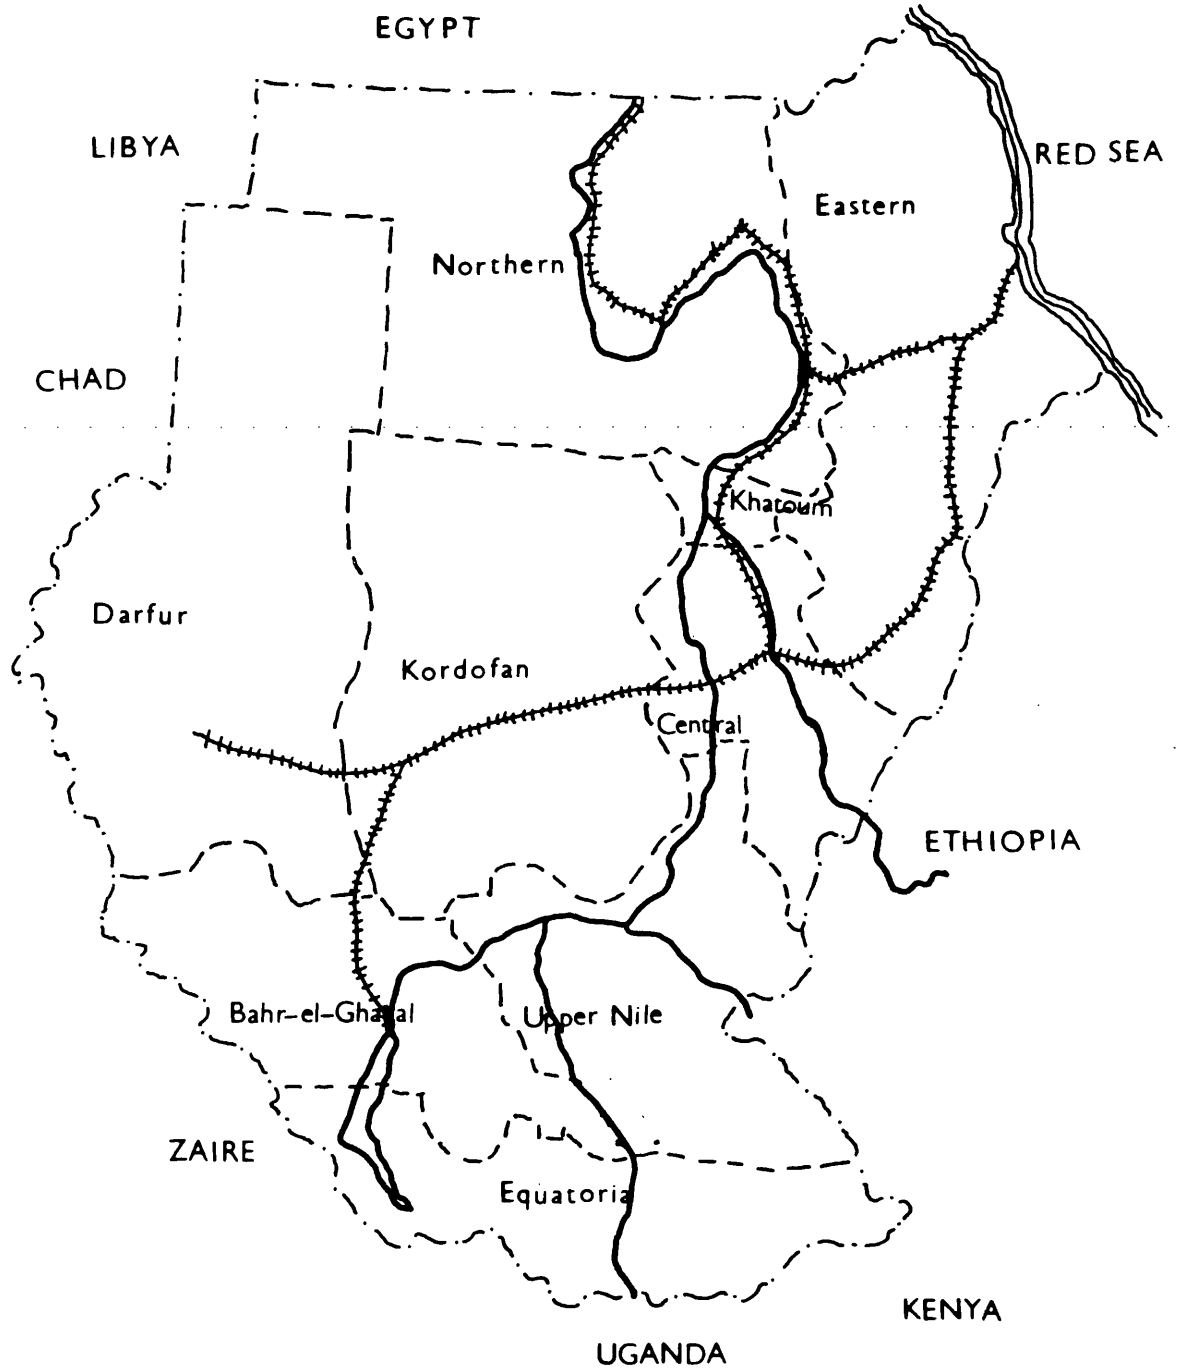 EGYPT
LIBYA
RED SEA
Eastern
Northern
CHAD
Khatoum
Darfur
Kordofan
Central
ETHIOPIA
Bahr-el-Ghazal
Upper Nile
ZAIRE
Equatoria
KENYA
UGANDA